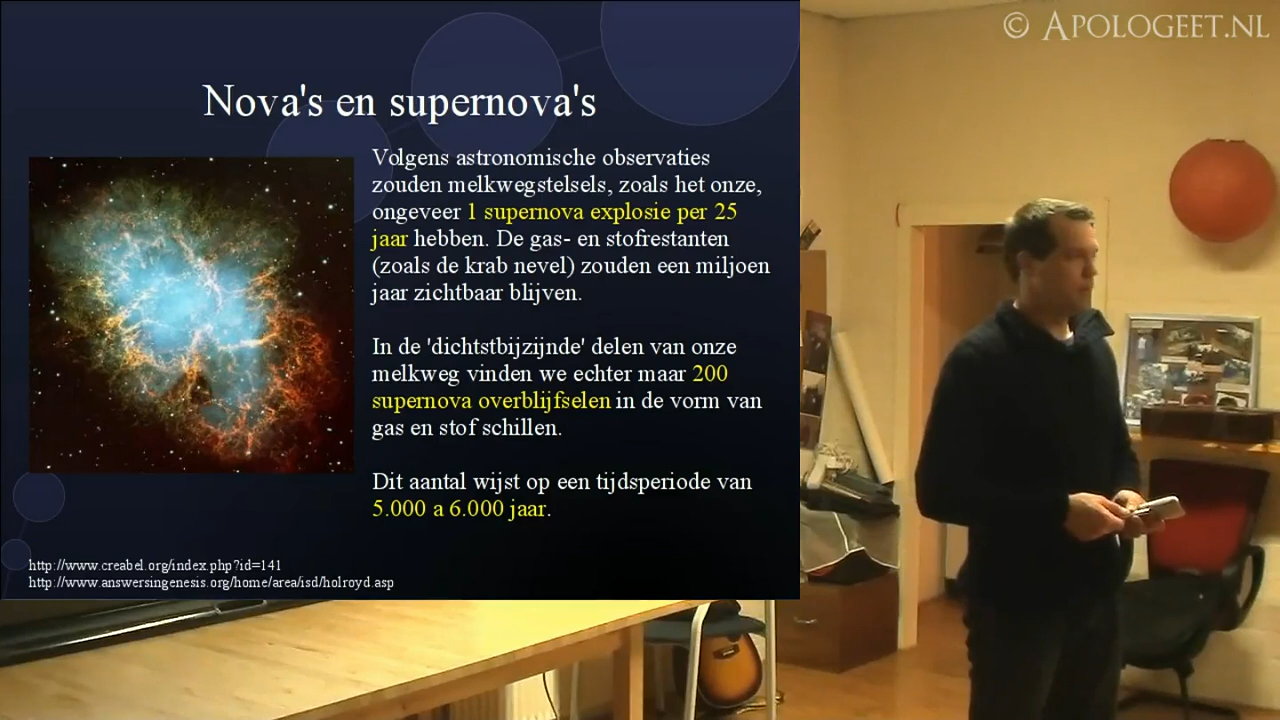 © Apologeet.nl
Nova's en supernova's
Volgens astronomische observaties
zouden melkwegstelsels, zoals het onze,
ongeveer 1 supernova explosie per 25
jaar hebben. De gas- en stofrestanten
(zoals de krab nevel) zouden een miljoen
jaar zichtbaar blijven.
In de 'dichtstbijzijnde' delen van onze
melkweg vinden we echter maar 200
supernova overblijfselen in de vorm van
gas en stof schillen.
Dit aantal wijst op een tijdsperiode van
5.000 a 6.000 jaar.
http://www.creabel.org/index.php?id=141
http://www.answersingenesis.org/home/area/isd/holroyd.asp